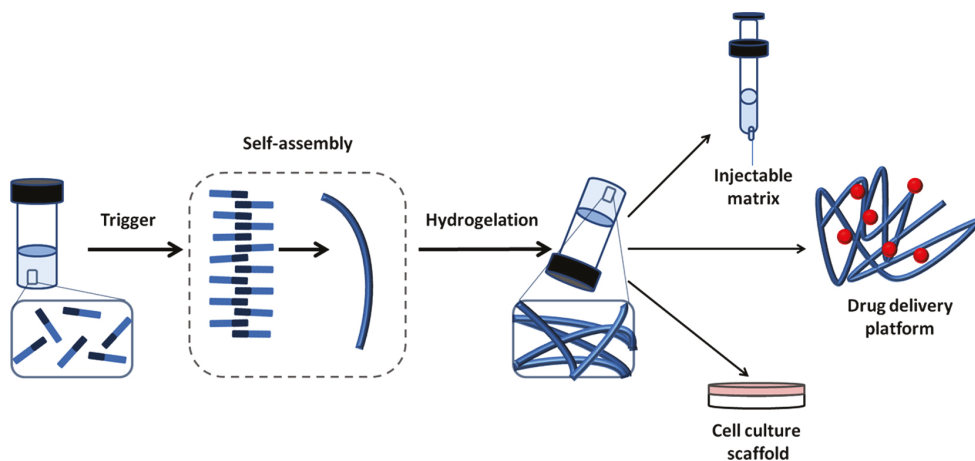 Self-assembly
Trigger
Hydrogelation
Injectable
matrix
Drug delivery
platform
Cell culture
scaffold